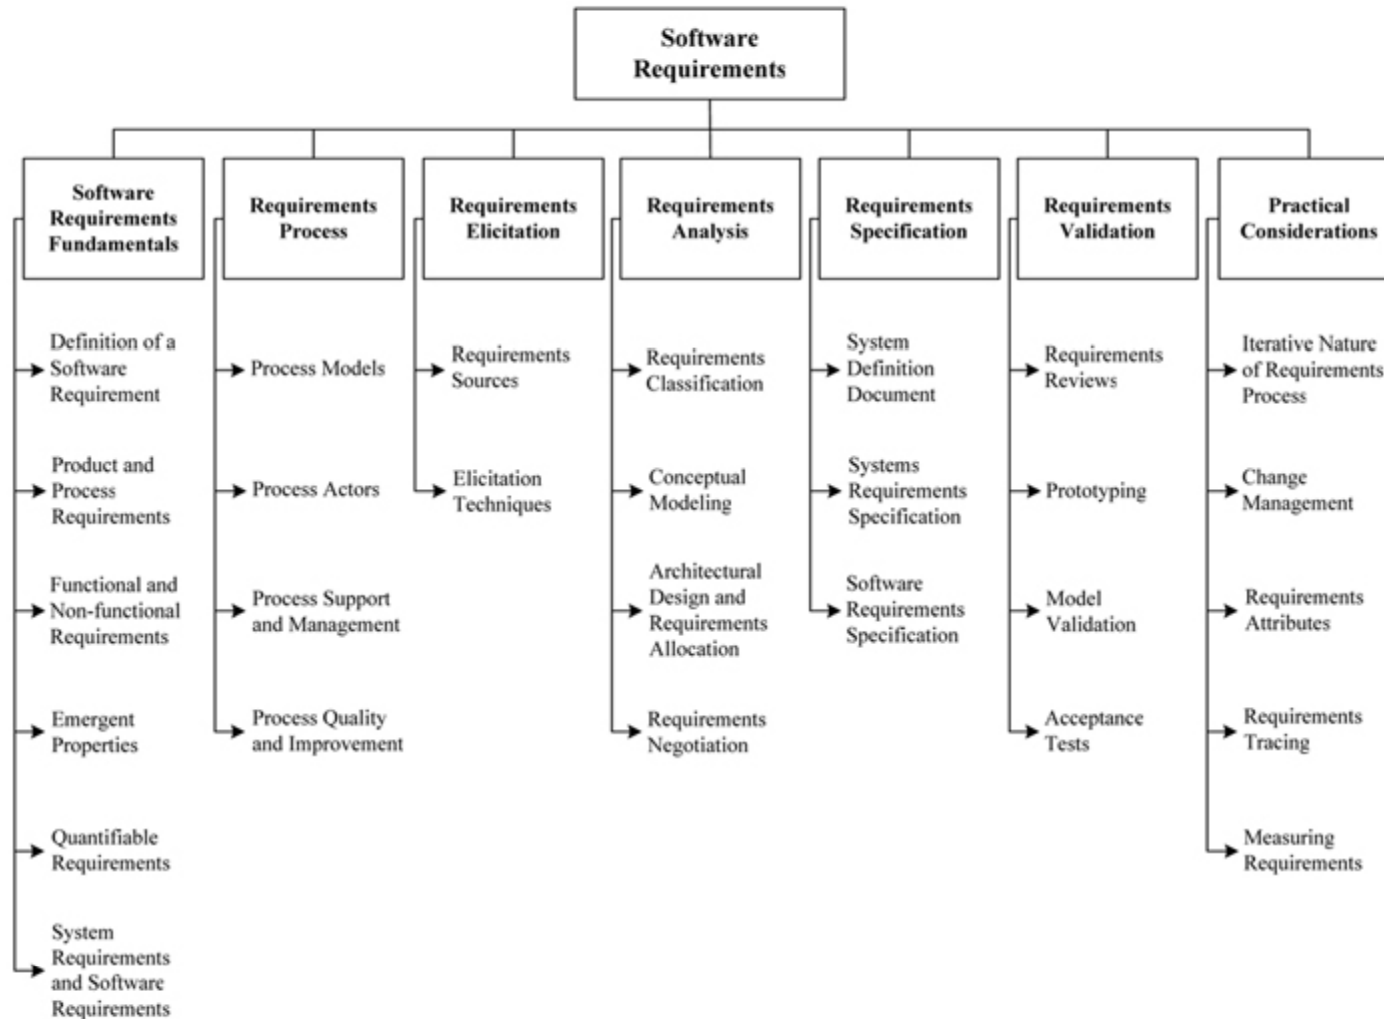 Software
Requirements
Software
Requirements
Fundamentals
Requirements
Process
Requirements
Elicitation
Requirements
Analysis
Requirements
Specification
Requirements
Validation
Practical
Considerations
Definition of a
Software
Requirement
Product and
Process
Requirements
Functional and
Non-functional
Requirements
Emergent
Properties
Quantifiable
Requirements
System
Requirements
and Software
Requirements
Process Models
Process Actors
Process Support
and Management
Process Quality
and Improvement
Requirements
Sources
Elicitation
Techniques
Requirements
Classification
Conceptual
Modeling
Architectural
Design and
Requirements
Allocation
Requirements
Negotiation
System
Definition
Document
Systems
Requirements
Specification
Software
Requirements
Specification
Requirements
Reviews
Prototyping
Model
Validation
Acceptance
Tests
Iterative Nature
of Requirements
Process
Change
Management
Requirements
Attributes
Requirements
Tracing
Measuring
Requirements